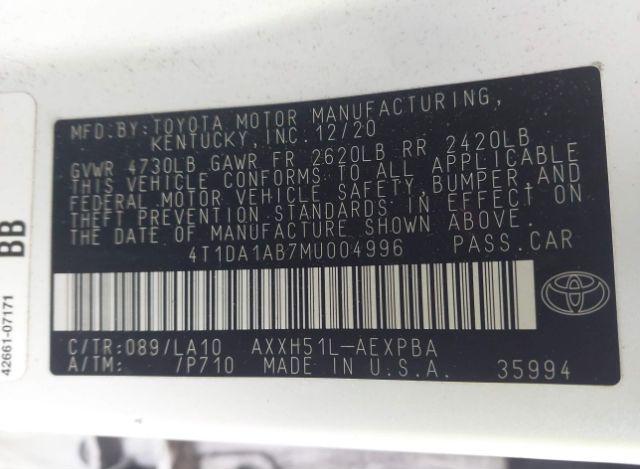 MFD.BY:TOYOTA MOTOR MANUFACTURING,
KENTUCKY,INC.12/20
GVWR 4730LB GAWR FR 2620LB RR 2420LB
THIS VEHICLE CONFORMS TO ALL APPLICABLE
FEDERAL MOTOR VEHICLE SAFETY,BUMPER,AND
THEFT PREVENTION STANDARDS IN EFFECT ON
THE DATE OF MANUFACTURE SHOWN ABOVE.
4T1DA1AB7MU004996 PASS.CAR
C/TR:089/LA10 AXXH51L-AEXPBA
A/TM: /P710 MADE IN U.S.A. 35994
42661-07171
BB